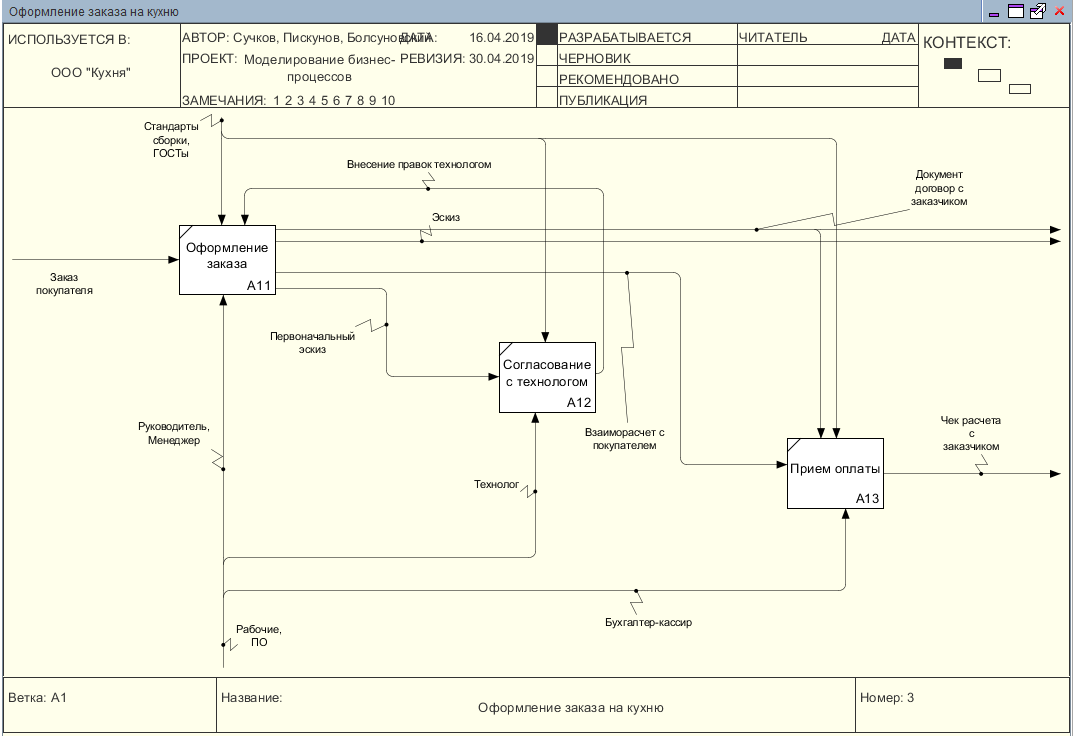 Оформление заказа на кухню
ИСПОЛЬЗУЕТСЯ В:
ООО "Кухня"
АВТОР: Сучков, Пискунов, Болсуновский
ДАТА: 16.04.2019
ПРОЕКТ: Моделирование бизнес-
процессов
РЕВИЗИЯ: 30.04.2019
ЗАМЕЧАНИЯ: 1 2 3 4 5 6 7 8 9 10
РАЗРАБАТЫВАЕТСЯ
ЧЕРНОВИК
РЕКОМЕНДОВАНО
ПУБЛИКАЦИЯ
ЧИТАТЕЛЬ
ДАТА
КОНТЕКСТ:
Стандарты
сборки,
ГОСТы
Внесение правок технологом
Документ
договор с
заказчиком
Эскиз
Оформление
заказа
A11
Заказ
покупателя
Первоначальный
эскиз
Согласование
с технологом
A12
Руководитель,
Менеджер
Взаиморасчет с
покупателем
Чек расчета
с
заказчиком
Прием оплаты
A13
Технолог
Рабочие,
ПО
Бухгалтер-кассир
Ветка: A1
Название:
Оформление заказа на кухню
Номер: 3